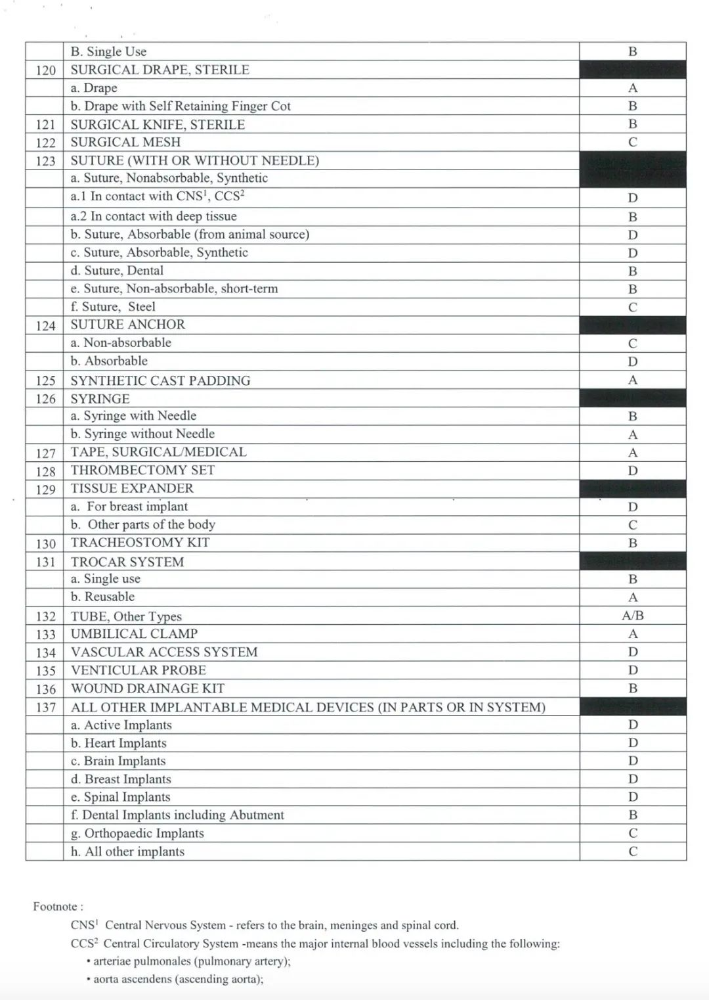 B. Single Use B
120 SURGICAL DRAPE, STERILE
a. Drape A
b. Drape with Self Retaining Finger Cot B
121 SURGICAL KNIFE, STERILE B
122 SURGICAL MESH C
123 SUTURE (WITH OR WITHOUT NEEDLE)
a. Suture, Nonabsorbable, Synthetic
a.1 In contact with CNS¹, CCS² D
a.2 In contact with deep tissue B
b. Suture, Absorbable (from animal source) D
c. Suture, Absorbable, Synthetic D
d. Suture, Dental B
e. Suture, Non-absorbable, short-term B
f. Suture, Steel C
124 SUTURE ANCHOR
a. Non-absorbable C
b. Absorbable D
125 SYNTHETIC CAST PADDING A
126 SYRINGE
a. Syringe with Needle B
b. Syringe without Needle A
127 TAPE, SURGICAL/MEDICAL A
128 THROMBECTOMY SET D
129 TISSUE EXPANDER
a. For breast implant D
b. Other parts of the body C
130 TRACHEOSTOMY KIT B
131 TROCAR SYSTEM
a. Single use B
b. Reusable A
132 TUBE, Other Types A/B
133 UMBILICAL CLAMP A
134 VASCULAR ACCESS SYSTEM D
135 VENTICULAR PROBE D
136 WOUND DRAINAGE KIT B
137 ALL OTHER IMPLANTABLE MEDICAL DEVICES (IN PARTS OR IN SYSTEM)
a. Active Implants D
b. Heart Implants D
c. Brain Implants D
d. Breast Implants D
e. Spinal Implants D
f. Dental Implants including Abutment B
g. Orthopaedic Implants C
h. All other implants C
Footnote :
CNS¹ Central Nervous System - refers to the brain, meninges and spinal cord.
CCS² Central Circulatory System -means the major internal blood vessels including the following:
• arteriae pulmonales (pulmonary artery);
• aorta ascendens (ascending aorta);